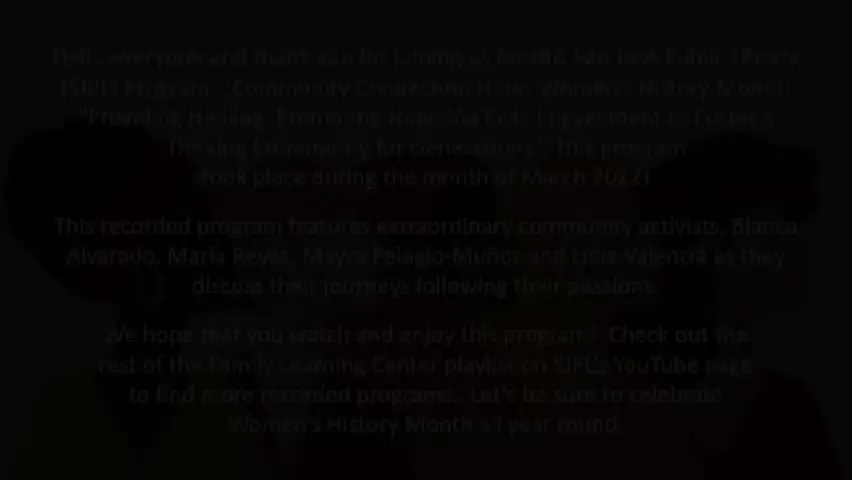 Hello everyone and thank you for joining us for this San José Public Library
(SJPL) Program, "Community Connection Hour: Women's History Month:
"Providing Healing, Promoting Hope Via Civic Engagement to Foster a
Thriving Community for Generations." This program
took place during the month of March 2022!
This recorded program features extraordinary community activists, Blanca
Alvarado, María Reyes, Mayra Pelagio-Muñoz and Livia Valencia as they
discuss their journeys following their passions.
We hope that you watch and enjoy this program! Check out the
rest of the Family Learning Center playlist on SJPL's YouTube page
to find more recorded programs. Let's be sure to celebrate
Women's History Month all year round.